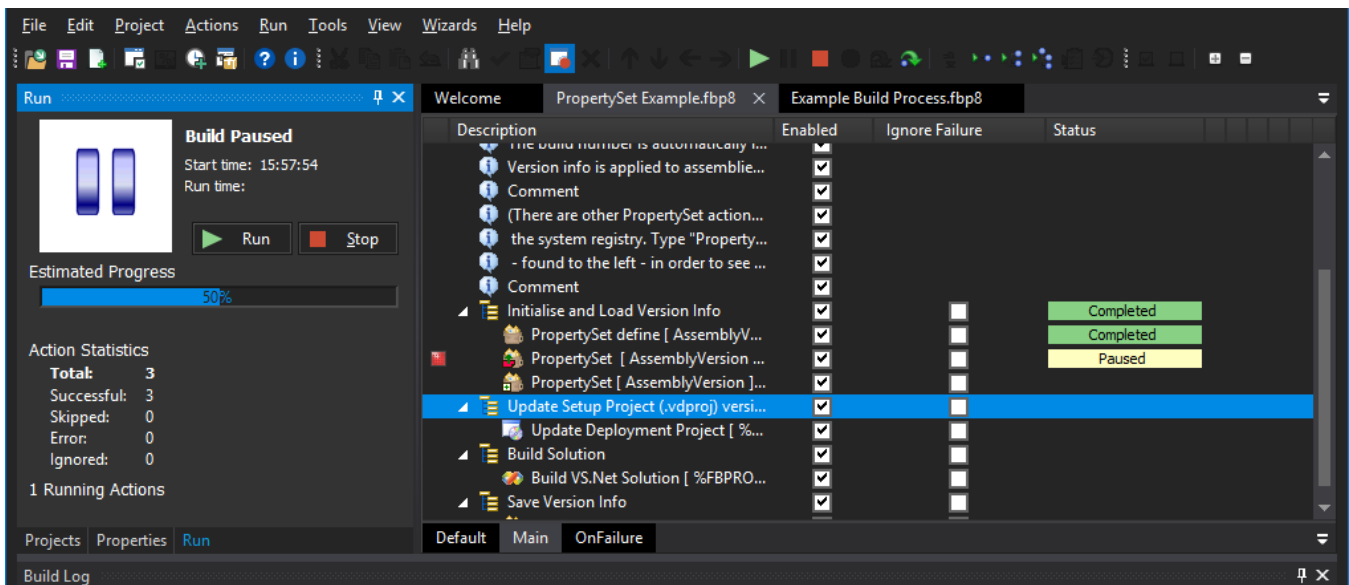 File Edit Project Actions Run Tools View Wizards Help
Run
Build Paused
Start time: 15:57:54
Run time:
Run Stop
Estimated Progress
50%
Action Statistics
Total: 3
Successful: 3
Skipped: 0
Error: 0
Ignored: 0
1 Running Actions
Projects Properties Run
Welcome PropertySet Example.fbp8 Example Build Process.fbp8
Description Enabled Ignore Failure Status
The build number is automatically i...
Version info is applied to assemblie...
Comment
(There are other PropertySet action...
the system registry. Type "Property...
- found to the left - in order to see ...
Comment
Initialise and Load Version Info Completed
PropertySet define [ AssemblyV... Completed
PropertySet [ AssemblyVersion ... Paused
PropertySet [ AssemblyVersion ]...
Update Setup Project (.vdproj) versi...
Update Deployment Project [ %...
Build Solution
Build VS.Net Solution [ %FBPRO...
Save Version Info
Default Main OnFailure
Build Log